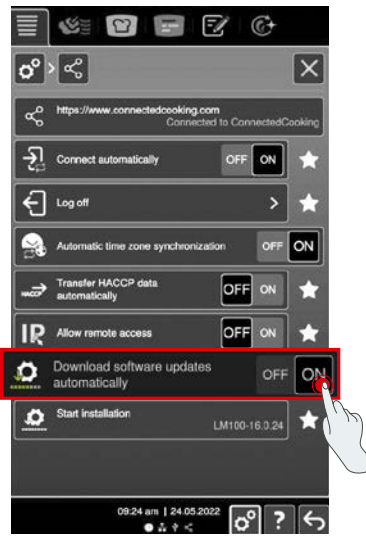 https://www.connectedcooking.com
Connected to ConnectedCooking
Connect automatically OFF ON
Log off
Automatic time zone synchronization OFF ON
HACCP Transfer HACCP data
automatically OFF ON
IR Allow remote access OFF ON
Download software updates
automatically OFF ON
Start installation
LM100-16.0.24
09:24 am | 24.05.2022
?